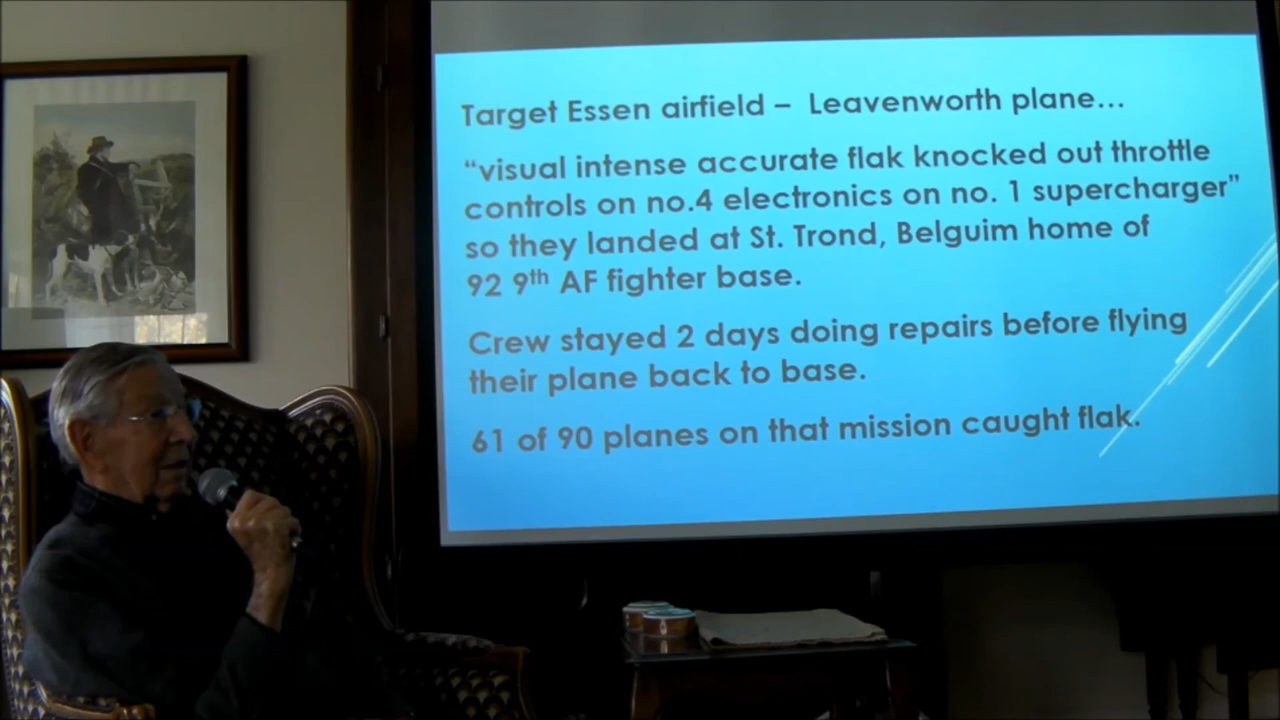 Target Essen airfield – Leavenworth plane...
“visual intense accurate flak knocked out throttle
controls on no.4 electronics on no. 1 supercharger”
so they landed at St. Trond, Belguim home of
92 9th AF fighter base.
Crew stayed 2 days doing repairs before flying
their plane back to base.
61 of 90 planes on that mission caught flak.